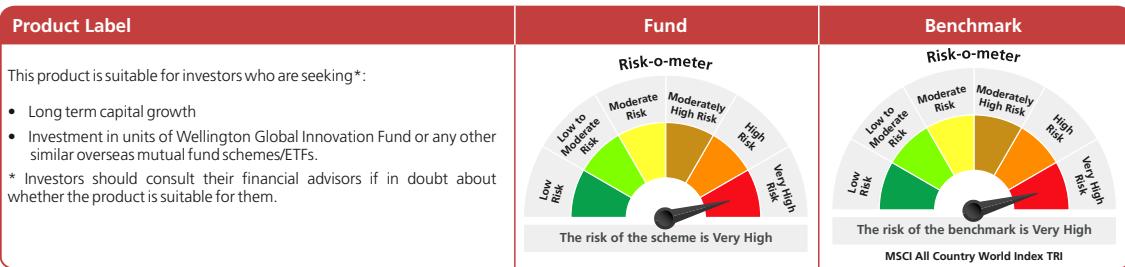 Product Label
Fund
Benchmark
This product is suitable for investors who are seeking*:
• Long term capital growth
• Investment in units of Wellington Global Innovation Fund or any other
similar overseas mutual fund schemes/ETFs.
* Investors should consult their financial advisors if in doubt about
whether the product is suitable for them.
Risk-o-meter
Low
Risk
Low to
Moderate
Risk
Moderate
Risk
Moderately
High Risk
High
Risk
Very High
Risk
The risk of the scheme is Very High
Risk-o-meter
Low
Risk
Low to
Moderate
Risk
Moderate
Risk
Moderately
High Risk
High
Risk
Very High
Risk
The risk of the benchmark is Very High
MSCI All Country World Index TRI